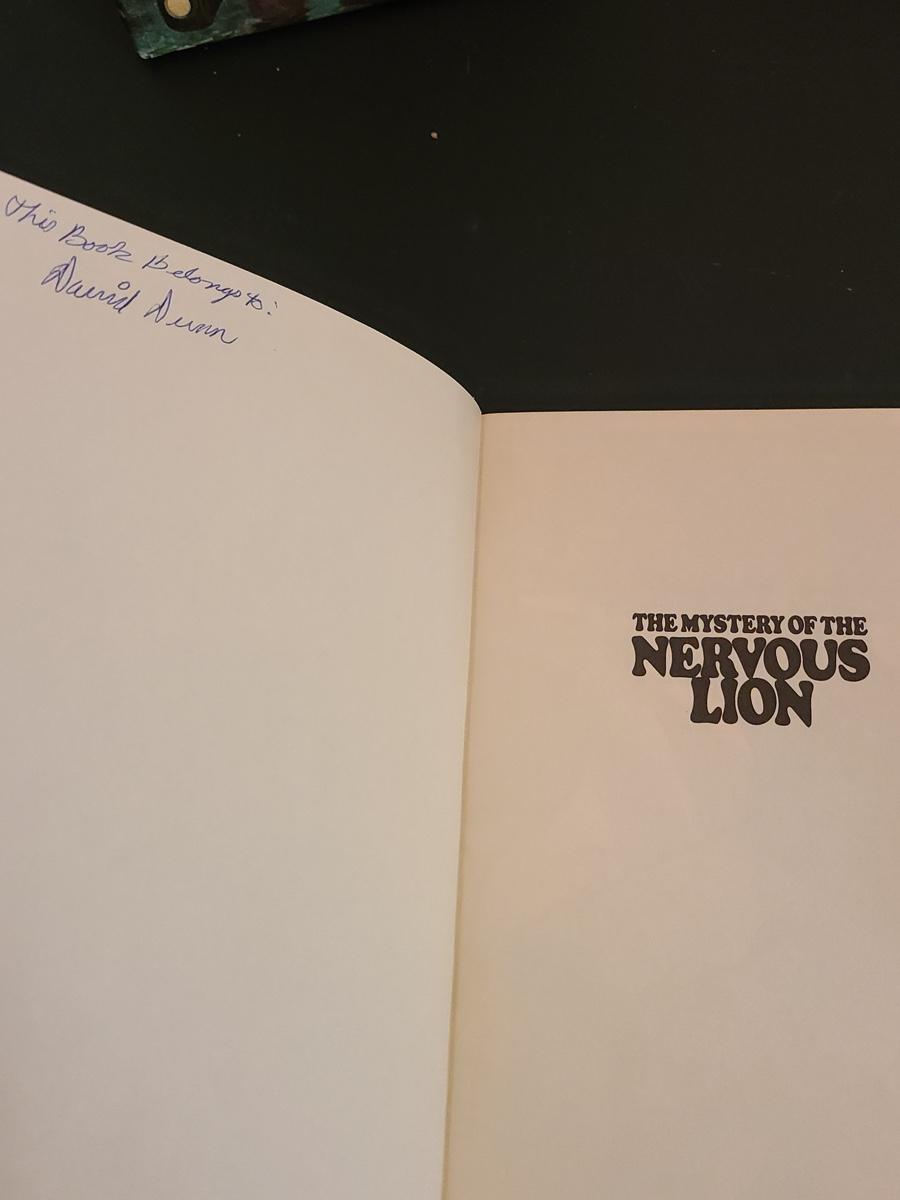 This Book Belongs to:
David Dunn
THE MYSTERY OF THE
NERVOUS
LION